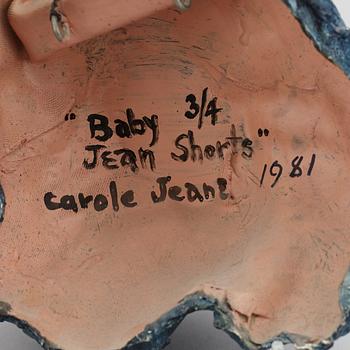 "Baby 3/4
Jean Shorts"
Carole Jeane 1981